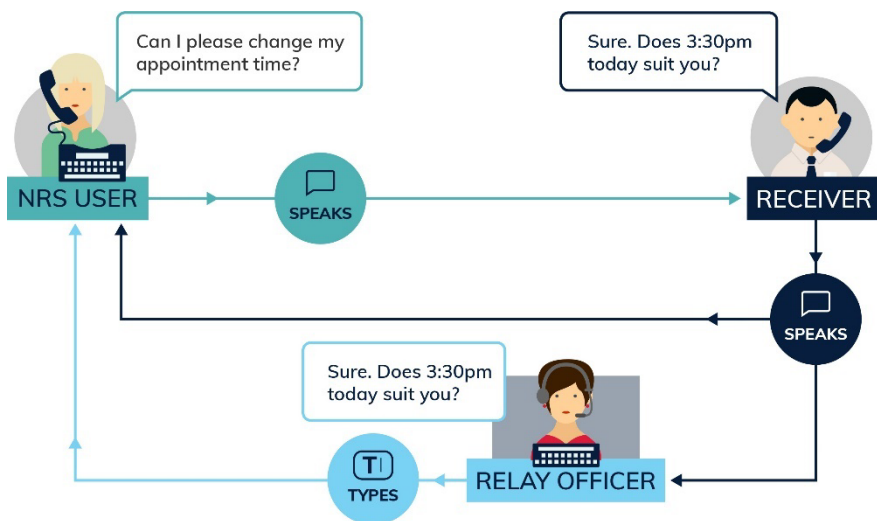 Can I please change my
appointment time?
Sure. Does 3:30pm
today suit you?
NRS USER
SPEAKS
RECEIVER
SPEAKS
Sure. Does 3:30pm
today suit you?
T
TYPES
RELAY OFFICER